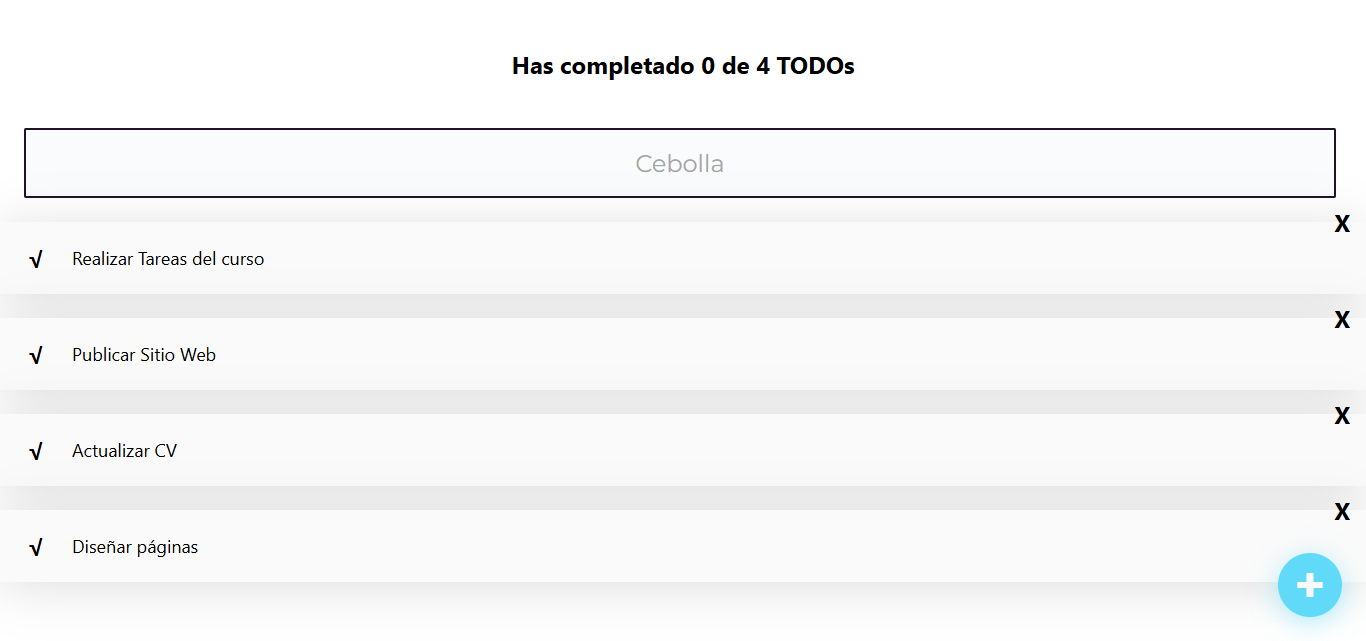 Has completado 0 de 4 TODOs
Cebolla
X
√ Realizar Tareas del curso
X
√ Publicar Sitio Web
X
√ Actualizar CV
X
√ Diseñar páginas
+